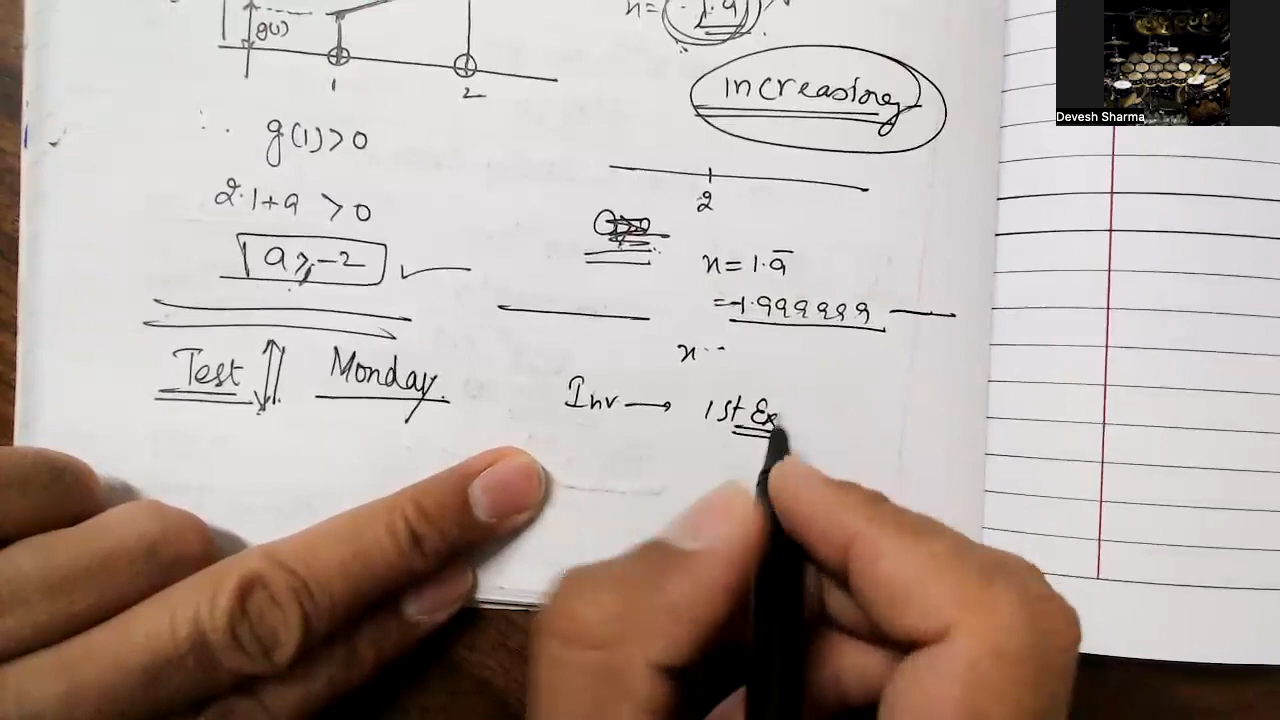 g(1)
1
2
x=
1.9
increasing
g(1) > 0
2·1+a > 0
a ⩾ -2
2
x = 1.9̅
= 1.999999
x
Test
Monday.
Inv → 1st Ex
Devesh Sharma